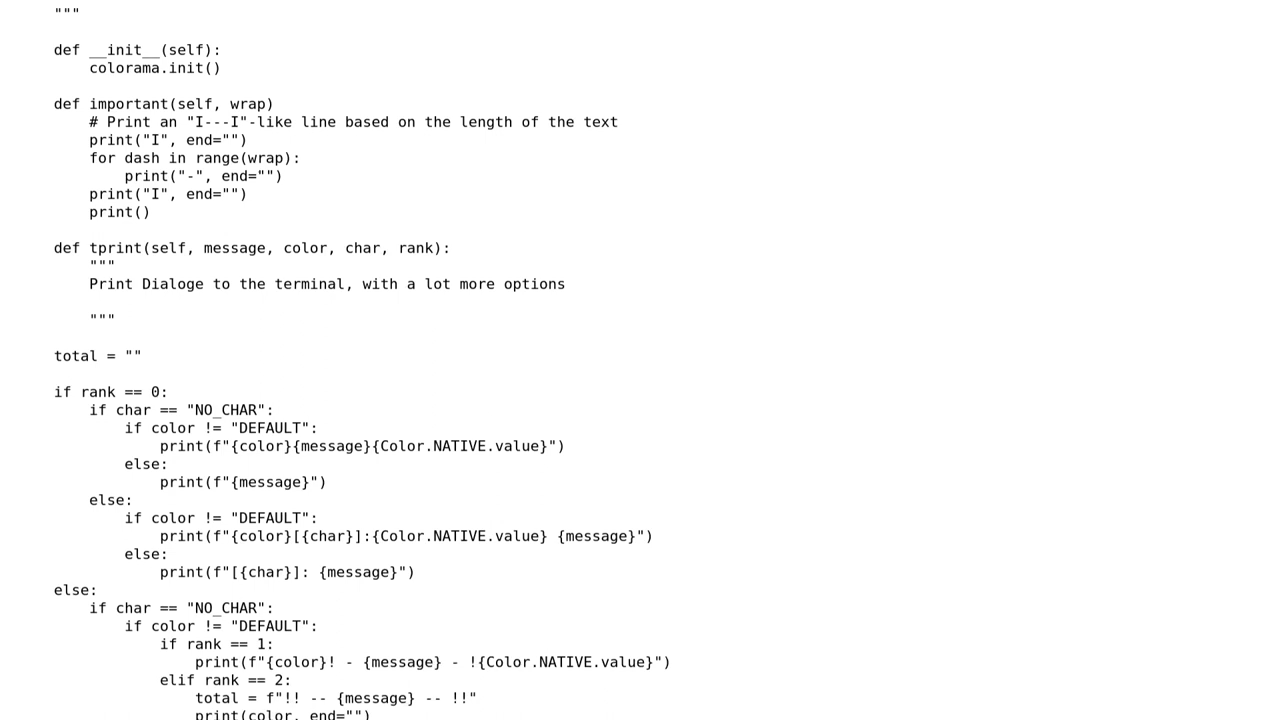 """
def __init__(self):
colorama.init()
def important(self, wrap)
# Print an "I---I"-like line based on the length of the text
print("I", end="")
for dash in range(wrap):
print("-", end="")
print("I", end="")
print()
def tprint(self, message, color, char, rank):
"""
Print Dialoge to the terminal, with a lot more options
"""
total = ""
if rank == 0:
if char == "NO_CHAR":
if color != "DEFAULT":
print(f"{color}{message}{Color.NATIVE.value}")
else:
print(f"{message}")
else:
if color != "DEFAULT":
print(f"{color}[{char}]:{Color.NATIVE.value} {message}")
else:
print(f"[{char}]: {message}")
else:
if char == "NO_CHAR":
if color != "DEFAULT":
if rank == 1:
print(f"{color}! - {message} - !{Color.NATIVE.value}")
elif rank == 2:
total = f"!! -- {message} -- !!"
print(color, end="")